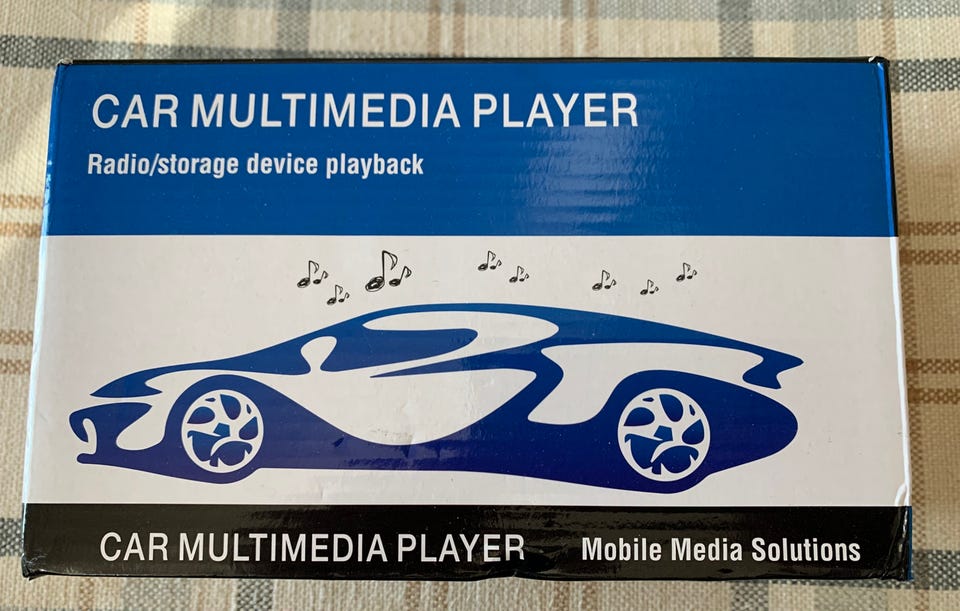 CAR MULTIMEDIA PLAYER
Radio/storage device playback
CAR MULTIMEDIA PLAYER Mobile Media Solutions